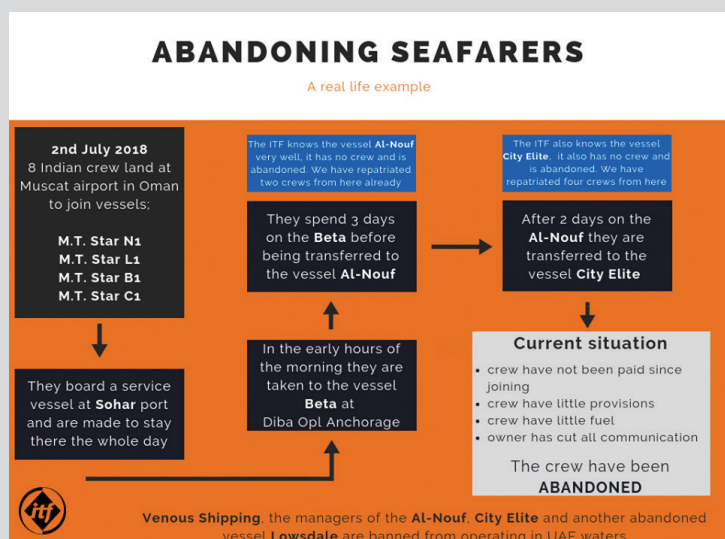 ABANDONING SEAFARERS
A real life example
2nd July 2018
8 Indian crew land at
Muscat airport in Oman
to join vessels;
M.T. Star N1
M.T. Star L1
M.T. Star B1
M.T. Star C1
They board a service
vessel at Sohar port
and are made to stay
there the whole day
In the early hours of
the morning they are
taken to the vessel
Beta at
Diba Opl Anchorage
The ITF knows the vessel Al-Nouf
very well, it has no crew and is
abandoned. We have repatriated
two crews from here already
They spend 3 days
on the Beta before
being transferred to
the vessel Al-Nouf
The ITF also knows the vessel
City Elite, it also has no crew and
is abandoned. We have
repatriated four crews from here
After 2 days on the
Al-Nouf they are
transferred to the
vessel City Elite
Current situation
• crew have not been paid since
joining
• crew have little provisions
• crew have little fuel
• owner has cut all communication
The crew have been
ABANDONED
itf
Venous Shipping, the managers of the Al-Nouf, City Elite and another abandoned
vessel Lowsdale are banned from operating in UAE waters